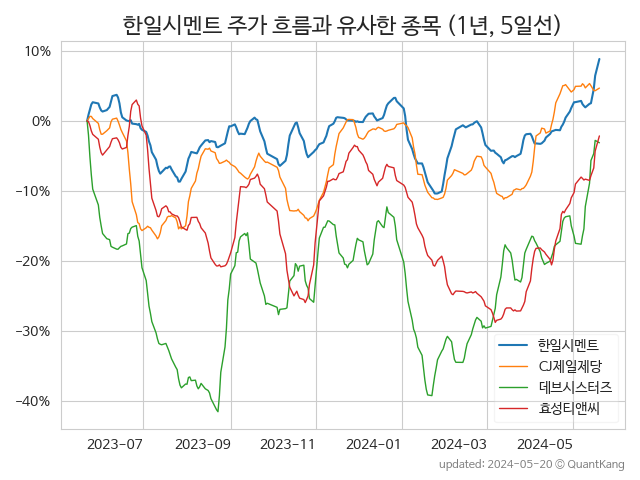 한일시멘트 주가 흐름과 유사한 종목 (1년, 5일선)
10%
0%
−10%
−20%
−30%
−40%
한일시멘트
CJ제일제당
데브시스터즈
효성티앤씨
2023-07 2023-09 2023-11 2024-01 2024-03 2024-05
updated: 2024-05-20 © QuantKang